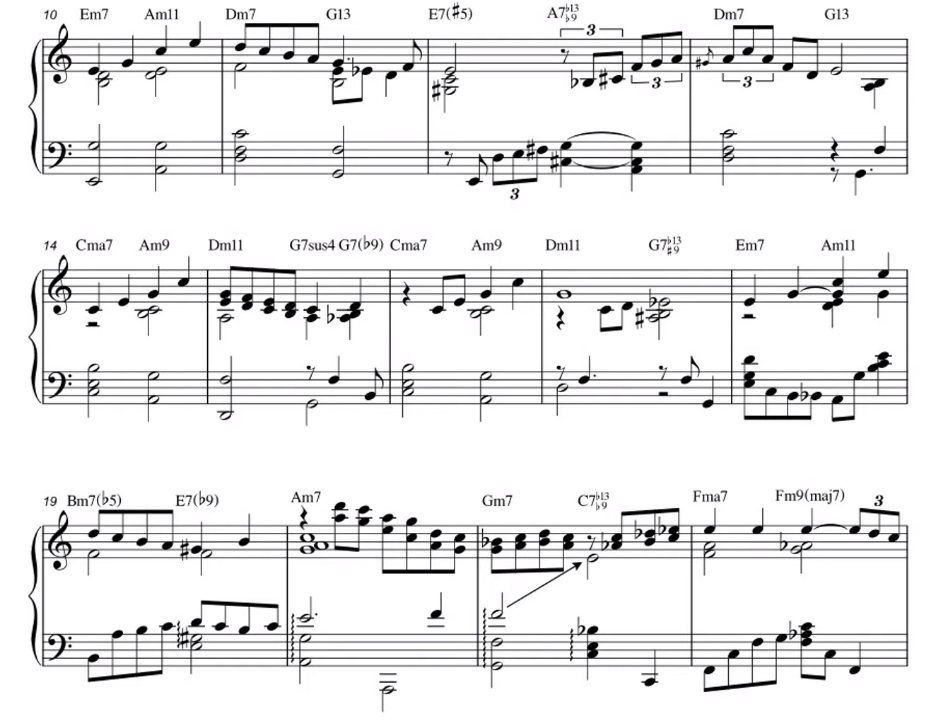 10 Em7 Am11 Dm7 G13 E7(♯5) A7♭13♭9 Dm7 G13
3 3 3
3
14 Cma7 Am9 Dm11 G7sus4 G7(♭9) Cma7 Am9 Dm11 G7♭13♯9 Em7 Am11
19 Bm7(♭5) E7(♭9) Am7 Gm7 C7♭13♭9 Fma7 Fm9(maj7)
3